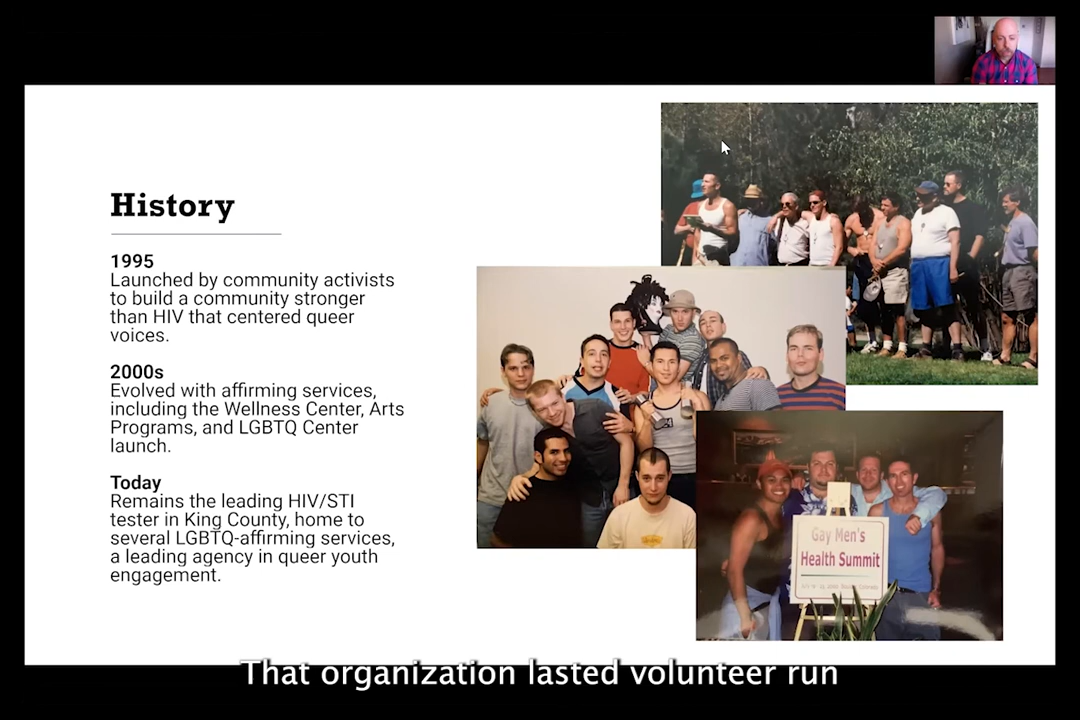 History
1995
Launched by community activists
to build a community stronger
than HIV that centered queer
voices.
2000s
Evolved with affirming services,
including the Wellness Center, Arts
Programs, and LGBTQ Center
launch.
Today
Remains the leading HIV/STI
tester in King County, home to
several LGBTQ-affirming services,
a leading agency in queer youth
engagement.
Gay Men's
Health Summit
That organization lasted volunteer run